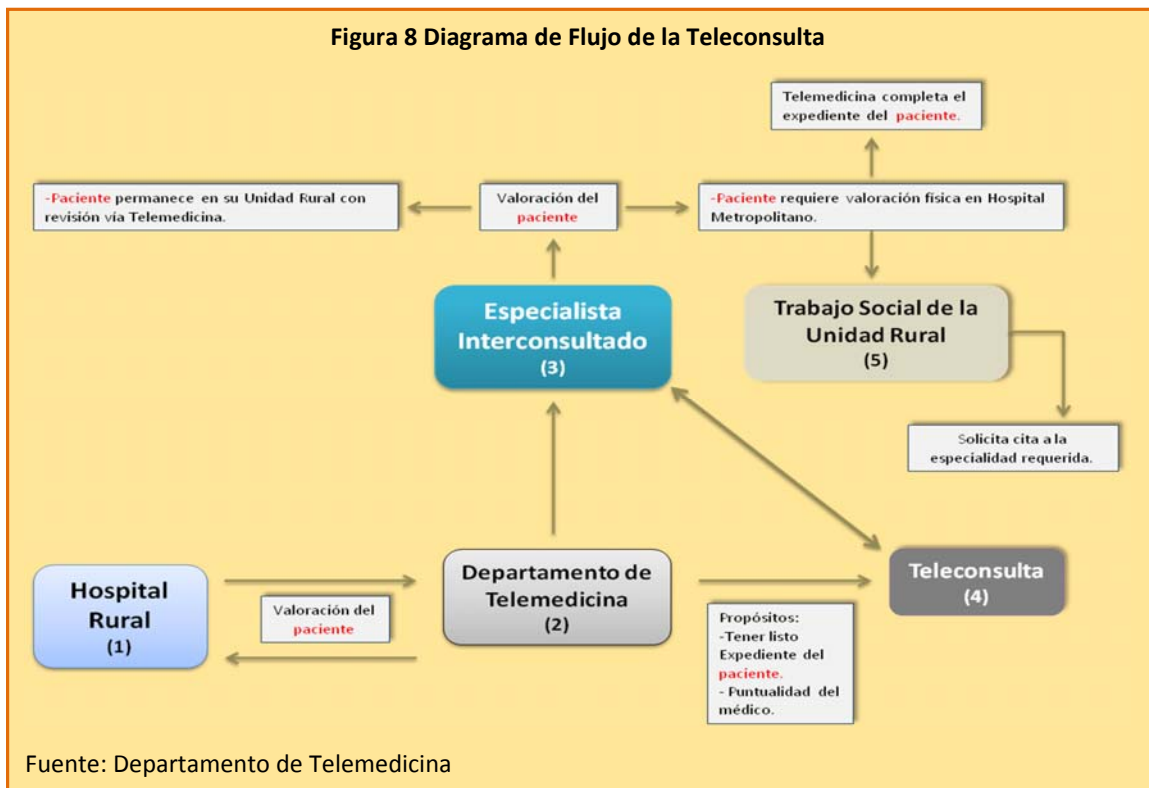 Figura 8 Diagrama de Flujo de la Teleconsulta
Telemedicina completa el
expediente del paciente.
-Paciente permanece en su Unidad Rural con
revisión vía Telemedicina.
Valoración del
paciente
-Paciente requiere valoración física en Hospital
Metropolitano.
Especialista
Interconsultado
(3)
Trabajo Social de la
Unidad Rural
(5)
Solicita cita a la
especialidad requerida.
Hospital
Rural
(1)
Valoración del
paciente
Departamento de
Telemedicina
(2)
Propósitos:
-Tener listo
Expediente del
paciente.
- Puntualidad del
médico.
Teleconsulta
(4)
Fuente: Departamento de Telemedicina